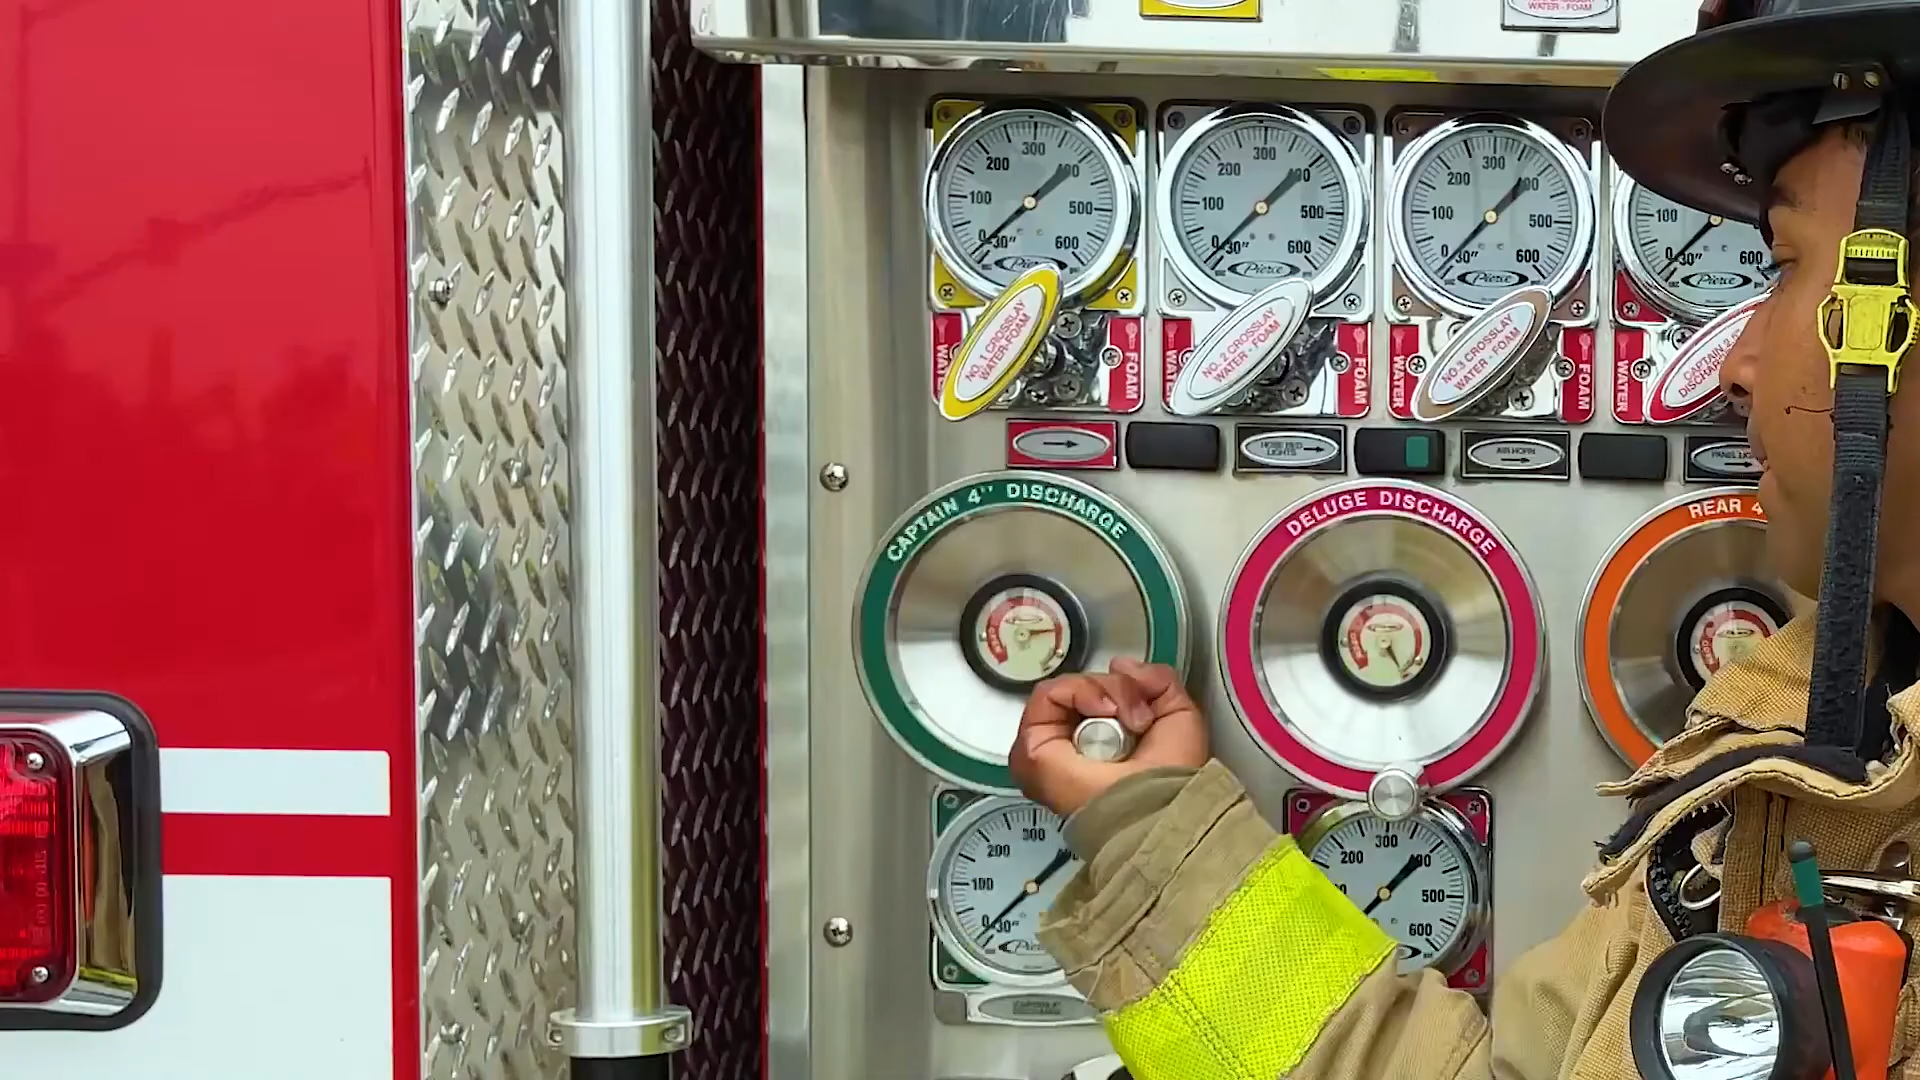 WATER - FOAM
300
200
400
100
500
0
30"
600
Pierce
300
200
400
100
500
0
30"
600
Pierce
300
200
400
100
500
0
30"
600
Pierce
100
0
30"
600
Pierce
WATER
NO. 1 CROSSLAY
WATER-FOAM
FOAM
WATER
NO. 2 CROSSLAY
WATER - FOAM
FOAM
WATER
NO 3 CROSSLAY
WATER - FOAM
FOAM
WATER
CAPTAIN 2
HOSE BED
LIGHTS
AIR HORN
PANEL
CAPTAIN 4" DISCHARGE
DELUGE DISCHARGE
REAR 4
300
200
100
0
30"
Pierce
300
200
400
500
600